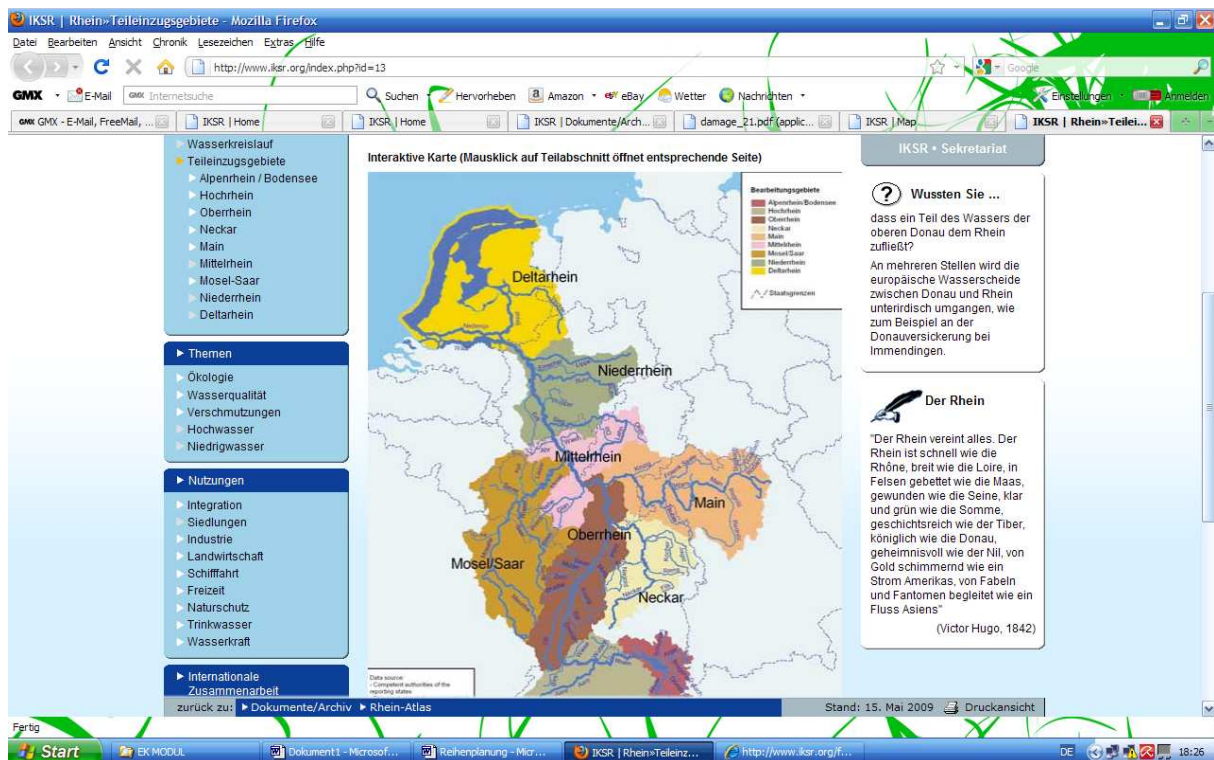 IKSR | Rhein»Teileinzugsgebiete - Mozilla Firefox
Datei Bearbeiten Ansicht Chronik Lesezeichen Extras Hilfe
http://www.iksr.org/index.php?id=13
Google
GMX E-Mail GMX Internetsuche Suchen Hervorheben Amazon eBay Wetter Nachrichten Einstellungen Anmelden
GMX GMX - E-Mail, FreeMail, ... IKSR | Home IKSR | Home IKSR | Dokumente/Arch... damage_21.pdf (applic... IKSR | Map IKSR | Rhein»Teilei...
Wasserkreislauf
Teileinzugsgebiete
Alpenrhein / Bodensee
Hochrhein
Oberrhein
Neckar
Main
Mittelrhein
Mosel-Saar
Niederrhein
Deltarhein
Themen
Ökologie
Wasserqualität
Verschmutzungen
Hochwasser
Niedrigwasser
Nutzungen
Integration
Siedlungen
Industrie
Landwirtschaft
Schifffahrt
Freizeit
Naturschutz
Trinkwasser
Wasserkraft
Internationale
Zusammenarbeit
Interaktive Karte (Mausklick auf Teilabschnitt öffnet entsprechende Seite)
Bearbeitungsgebiete
Alpenrhein/Bodensee
Hochrhein
Oberrhein
Neckar
Main
Mittelrhein
Mosel/Saar
Niederrhein
Deltarhein
Staatsgrenzen
Deltarhein
Niederrhein
Mittelrhein
Main
Oberrhein
Mosel/Saar
Neckar
Neckar
Data source:
- Competent authorities of the
reporting states
IKSR • Sekretariat
? Wussten Sie ...
dass ein Teil des Wassers der
oberen Donau dem Rhein
zufließt?
An mehreren Stellen wird die
europäische Wasserscheide
zwischen Donau und Rhein
unterirdisch umgangen, wie
zum Beispiel an der
Donauversickerung bei
Immendingen.
Der Rhein
"Der Rhein vereint alles. Der
Rhein ist schnell wie die
Rhône, breit wie die Loire, in
Felsen gebettet wie die Maas,
gewunden wie die Seine, klar
und grün wie die Somme,
geschichtsreich wie der Tiber,
königlich wie die Donau,
geheimnisvoll wie der Nil, von
Gold schimmernd wie ein
Strom Amerikas, von Fabeln
und Fantomen begleitet wie ein
Fluss Asiens"
(Victor Hugo, 1842)
zurück zu: Dokumente/Archiv Rhein-Atlas Stand: 15. Mai 2009 Druckansicht
Fertig
Start EK MODUL Dokument1 - Microsof... Reihenplanung - Micr... IKSR | Rhein»Teileinz... http://www.iksr.org/f... DE 18:26